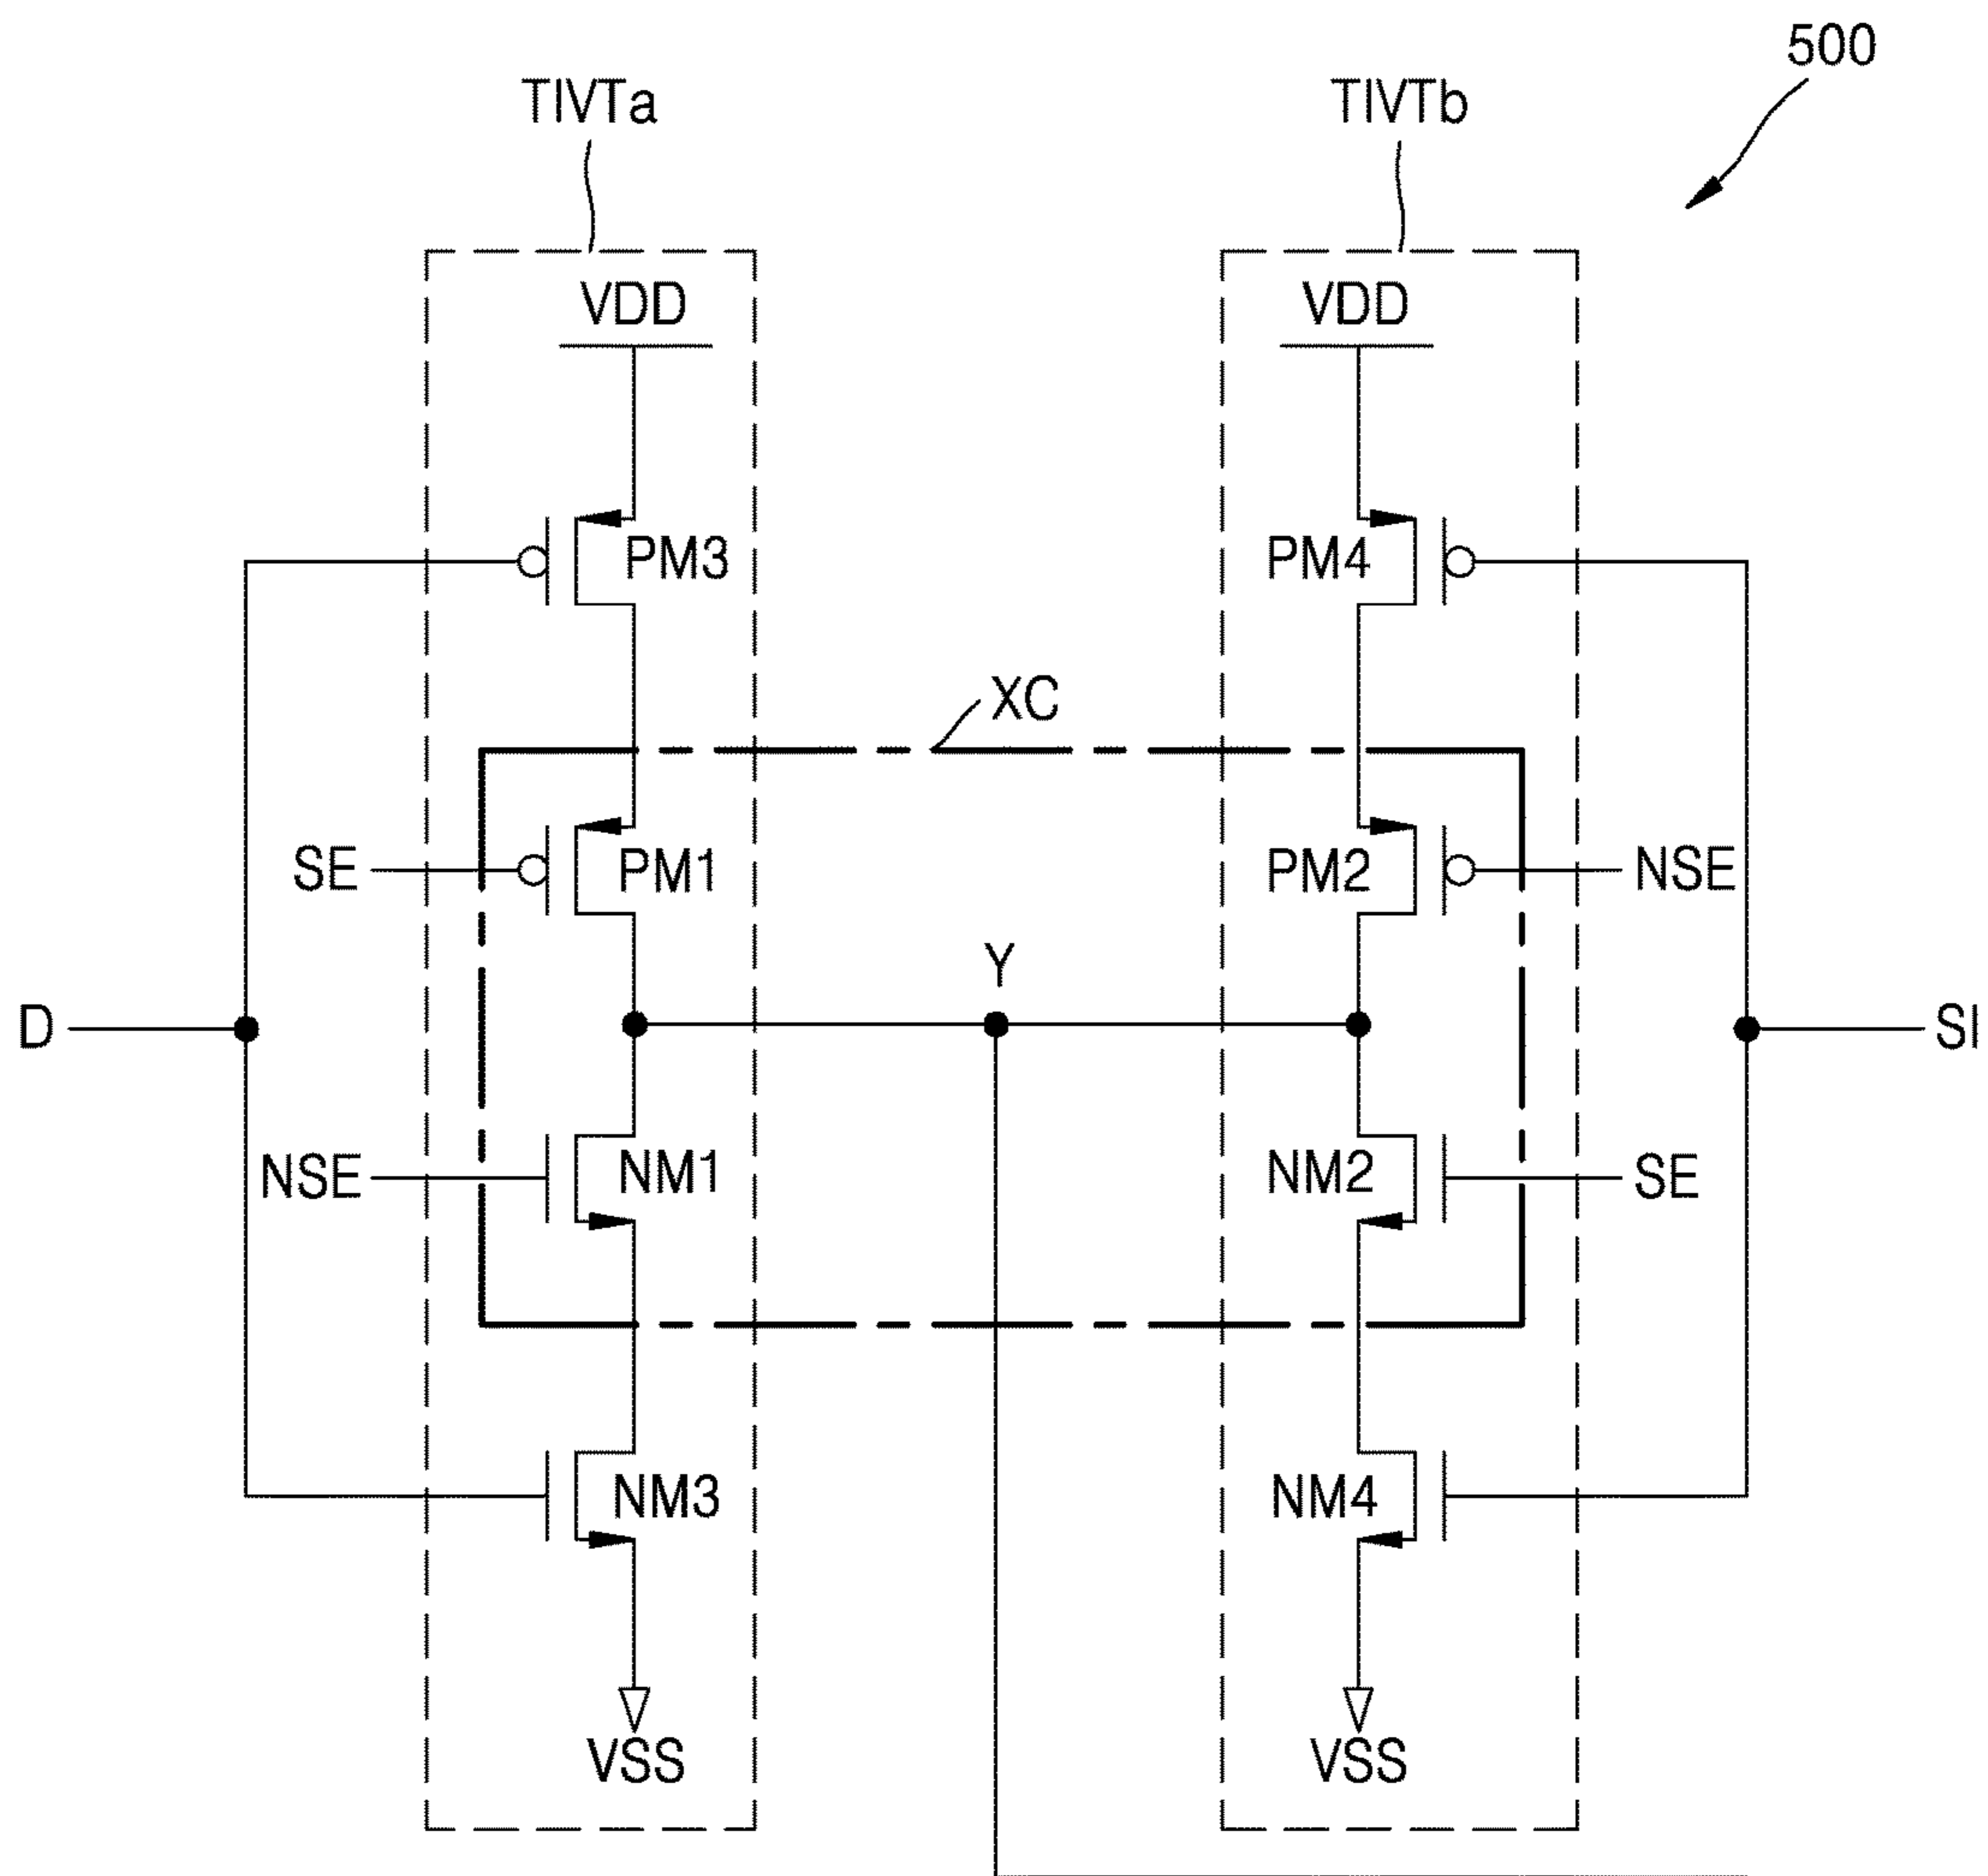 500
TIVTa TIVTb
VDD VDD
PM3 PM4
XC
SE PM1 PM2 NSE
Y
D SI
NSE NM1 NM2 SE
NM3 NM4
VSS VSS